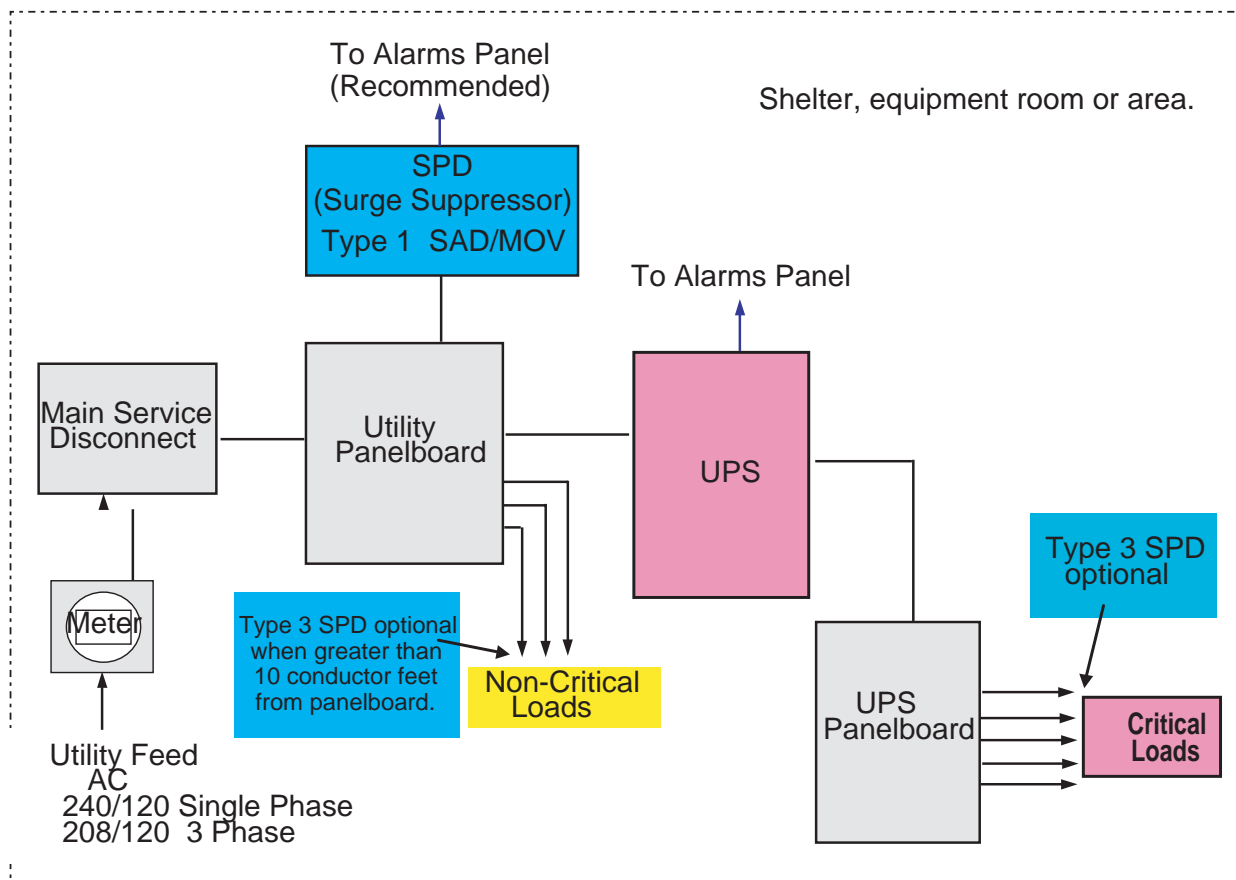 To Alarms Panel
(Recommended)
Shelter, equipment room or area.
SPD
(Surge Suppressor)
Type 1 SAD/MOV
To Alarms Panel
Main Service
Disconnect
Utility
Panelboard
UPS
Type 3 SPD
optional
Meter
Type 3 SPD optional
when greater than
10 conductor feet
from panelboard.
Non-Critical
Loads
UPS
Panelboard
Critical
Loads
Utility Feed
AC
240/120 Single Phase
208/120 3 Phase